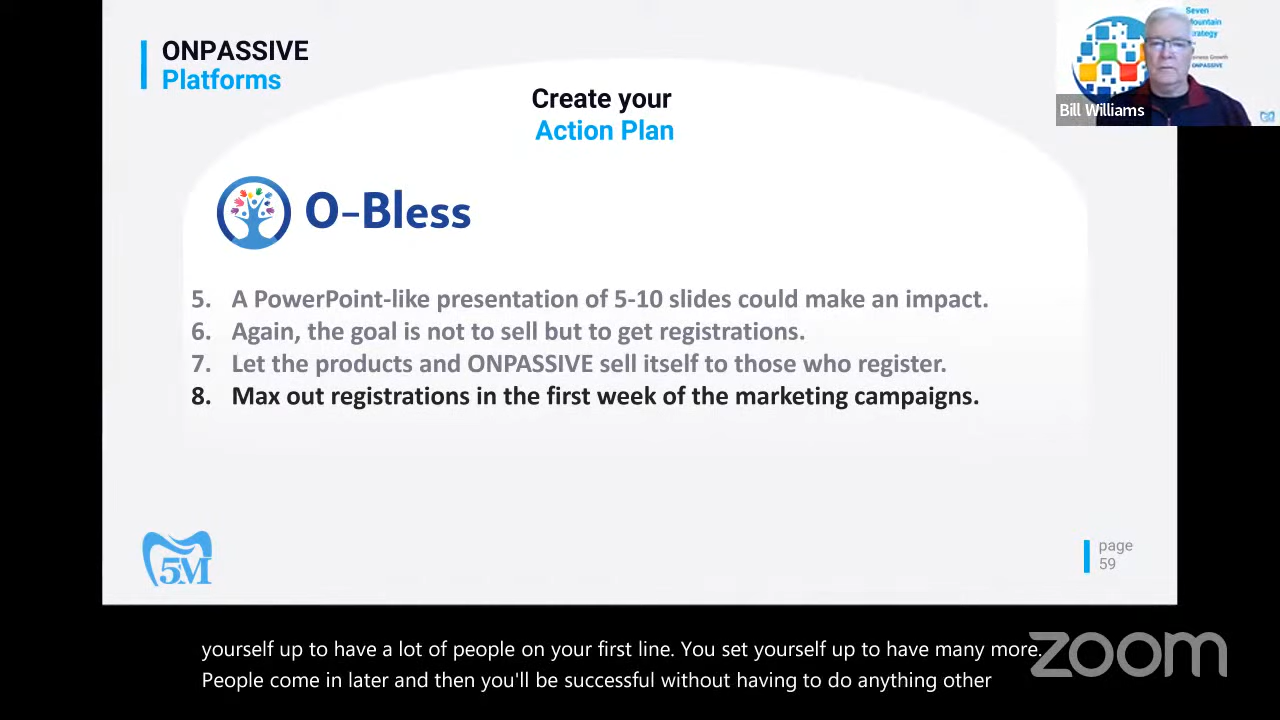 ONPASSIVE
Platforms
Create your
Action Plan
O-Bless
5. A PowerPoint-like presentation of 5-10 slides could make an impact.
6. Again, the goal is not to sell but to get registrations.
7. Let the products and ONPASSIVE sell itself to those who register.
8. Max out registrations in the first week of the marketing campaigns.
5M
page
59
Seven
Mountain
Strategy
ONPASSIVE
Bill Williams
yourself up to have a lot of people on your first line. You set yourself up to have many more.
People come in later and then you'll be successful without having to do anything other
zoom